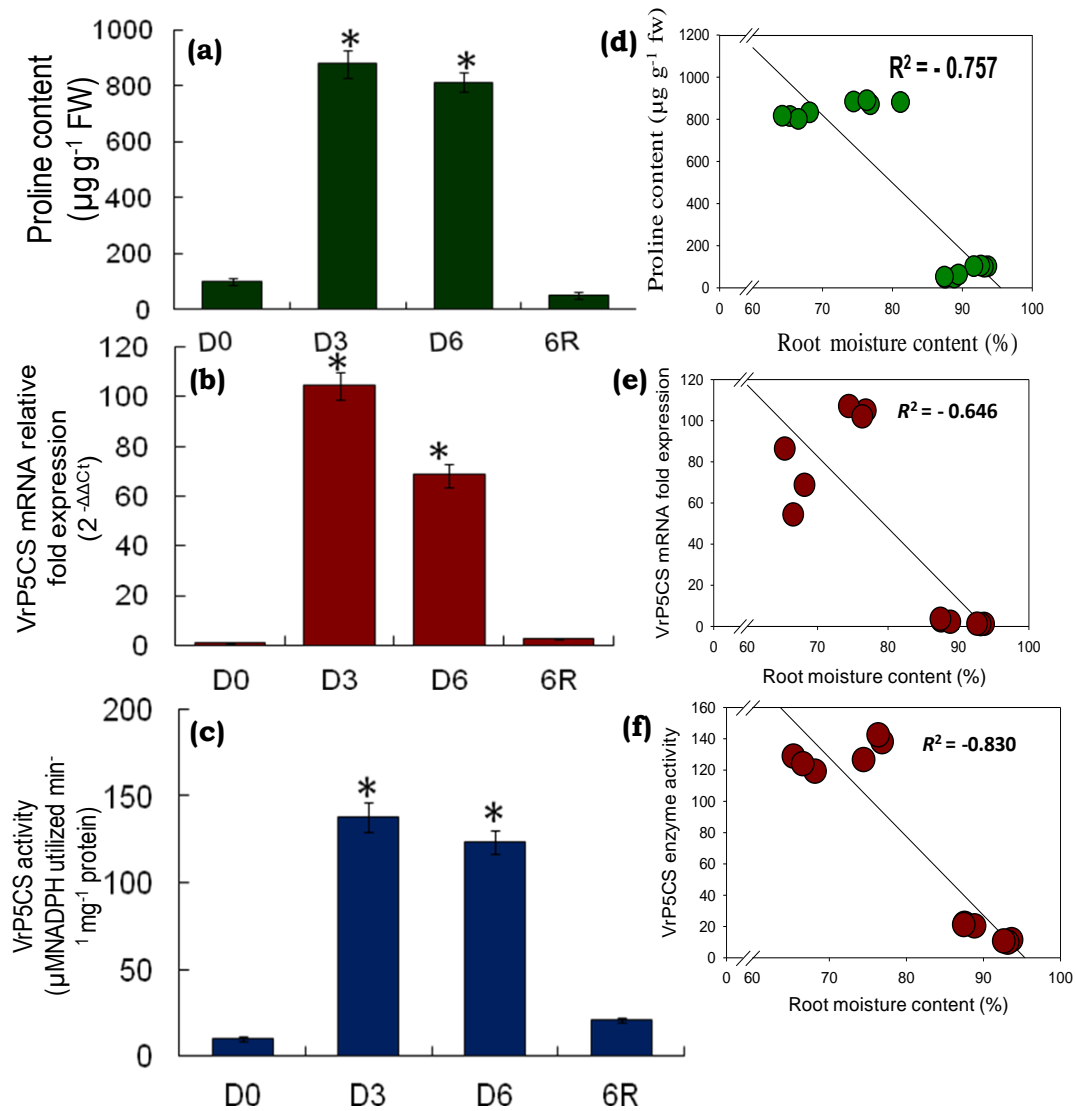 (a)
Proline content
(µg g⁻¹ FW)
1000
800
600
400
200
0
*
*
D0 D3 D6 6R
(b)
VrP5CS mRNA relative
fold expression
(2 ⁻ΔΔCt)
120
100
80
60
40
20
0
*
*
D0 D3 D6 6R
(c)
VrP5CS activity
(µMNADPH utilized min⁻
¹ mg⁻¹ protein)
200
150
100
50
0
*
*
D0 D3 D6 6R
(d)
Proline content (µg g⁻¹ fw)
1200
1000
800
600
400
200
0
R² = - 0.757
0 60 70 80 90 100
Root moisture content (%)
(e)
VrP5CS mRNA fold expression
120
100
80
60
40
20
0
R² = - 0.646
0 60 70 80 90 100
Root moisture content (%)
(f)
VrP5CS enzyme activity
160
140
120
100
80
60
40
20
0
R² = -0.830
0 60 70 80 90 100
Root moisture content (%)